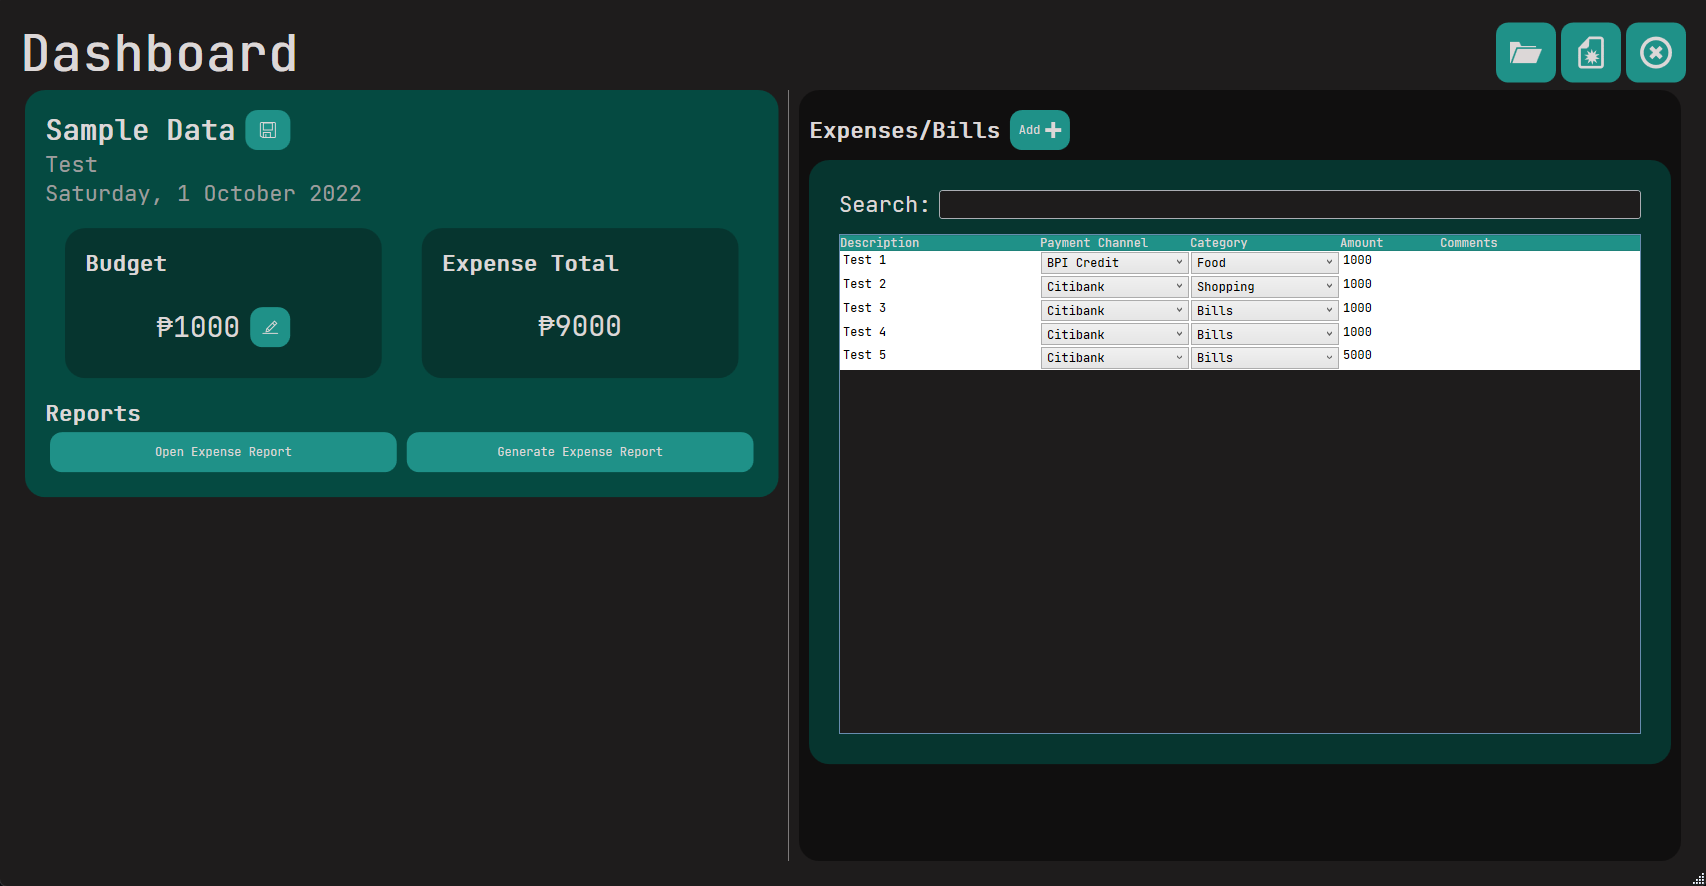 Dashboard
Sample Data
Test
Saturday, 1 October 2022
Budget
₱1000
Expense Total
₱9000
Reports
Open Expense Report
Generate Expense Report
Expenses/Bills
Add
Search:
Description Payment Channel Category Amount Comments
Test 1 BPI Credit Food 1000
Test 2 Citibank Shopping 1000
Test 3 Citibank Bills 1000
Test 4 Citibank Bills 1000
Test 5 Citibank Bills 5000